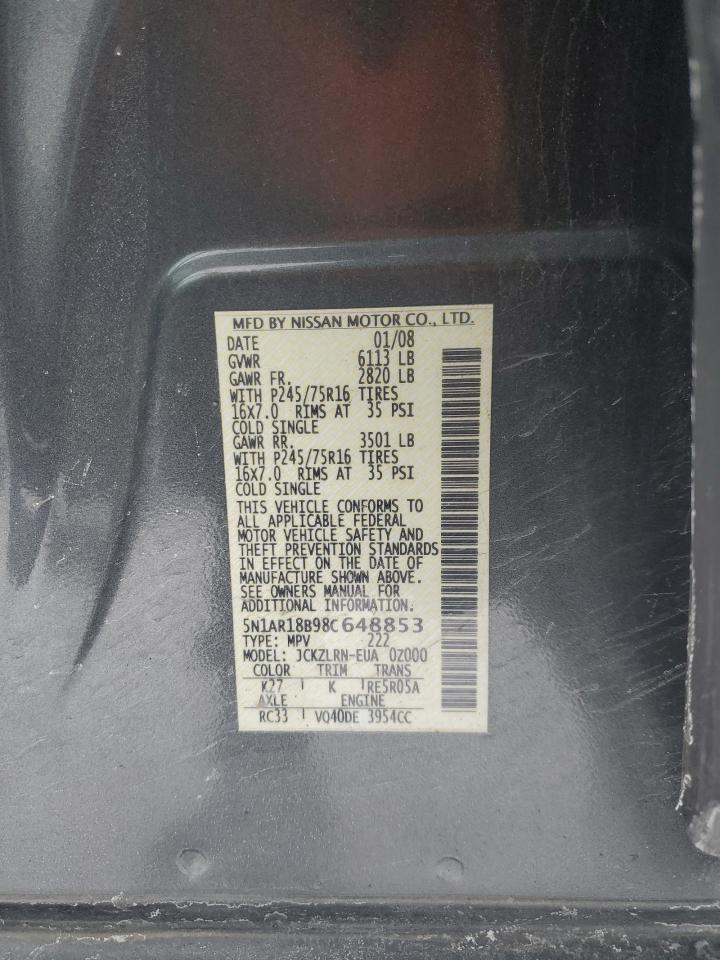 MFD BY NISSAN MOTOR CO., LTD.
DATE 01/08
GVWR 6113 LB
GAWR FR. 2820 LB
WITH P245/75R16 TIRES
16X7.0 RIMS AT 35 PSI
COLD SINGLE
GAWR RR. 3501 LB
WITH P245/75R16 TIRES
16X7.0 RIMS AT 35 PSI
COLD SINGLE
THIS VEHICLE CONFORMS TO
ALL APPLICABLE FEDERAL
MOTOR VEHICLE SAFETY AND
THEFT PREVENTION STANDARDS
IN EFFECT ON THE DATE OF
MANUFACTURE SHOWN ABOVE.
SEE OWNERS MANUAL FOR
ADDITIONAL INFORMATION.
5N1AR18B98C648853
TYPE: MPV 222
MODEL: JCKZLRN-EUA 0Z000
COLOR TRIM TRANS
K27 K RE5R05A
AXLE ENGINE
RC33 VQ40DE 3954CC